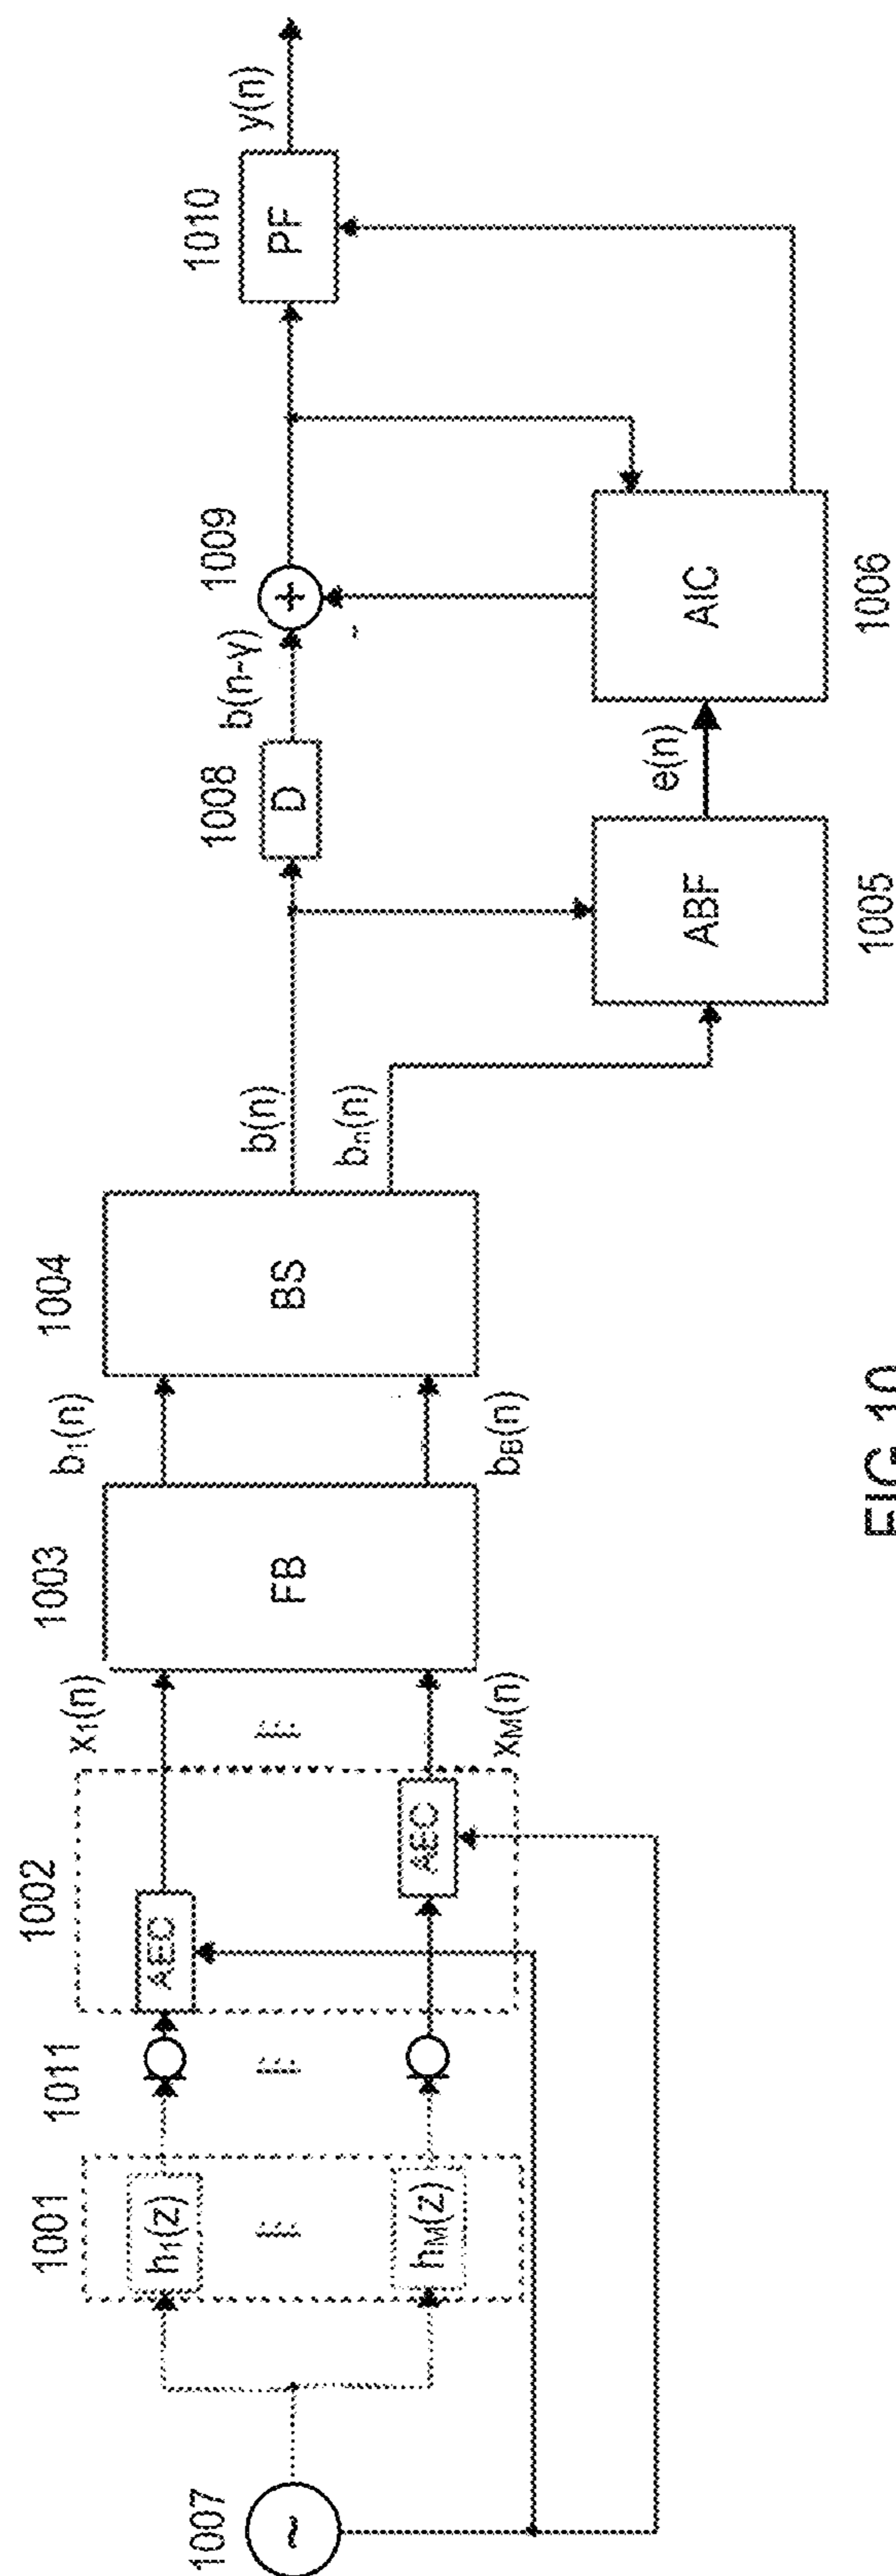 1007
~
1001
h1(z)
hM(z)
1011
1002
AEC
AEC
x1(n)
xM(n)
1003
FB
b1(n)
bB(n)
1004
BS
b(n)
bn(n)
1008
D
b(n-y)
1009
+
-
1005
ABF
e(n)
1006
AIC
1010
PF
y(n)
FIG 10